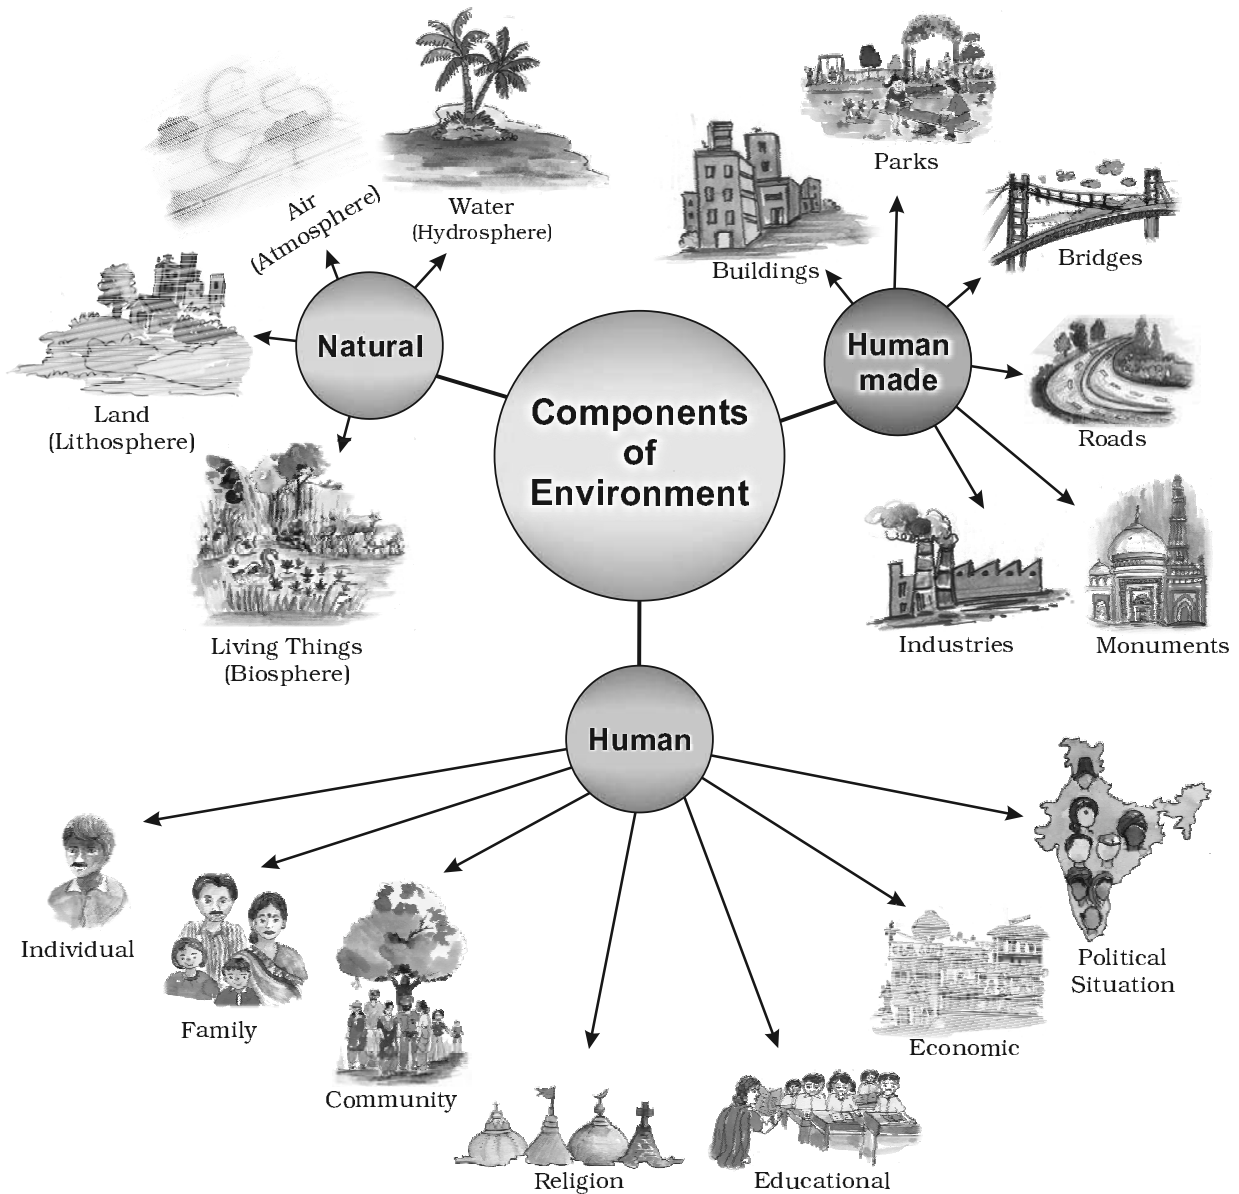 Components
of
Environment
Natural
Air
(Atmosphere)
Water
(Hydrosphere)
Land
(Lithosphere)
Living Things
(Biosphere)
Human
made
Buildings
Parks
Bridges
Roads
Monuments
Industries
Human
Individual
Family
Community
Religion
Educational
Economic
Political
Situation